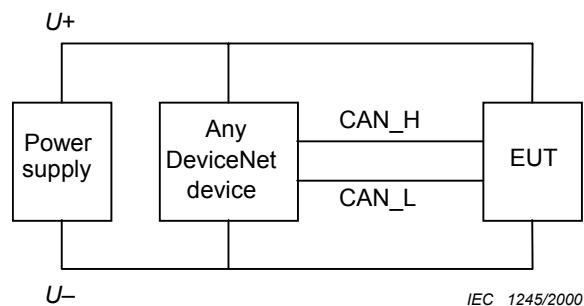 U+
Power
supply
Any
DeviceNet
device
CAN_H
CAN_L
EUT
U–
IEC 1245/2000